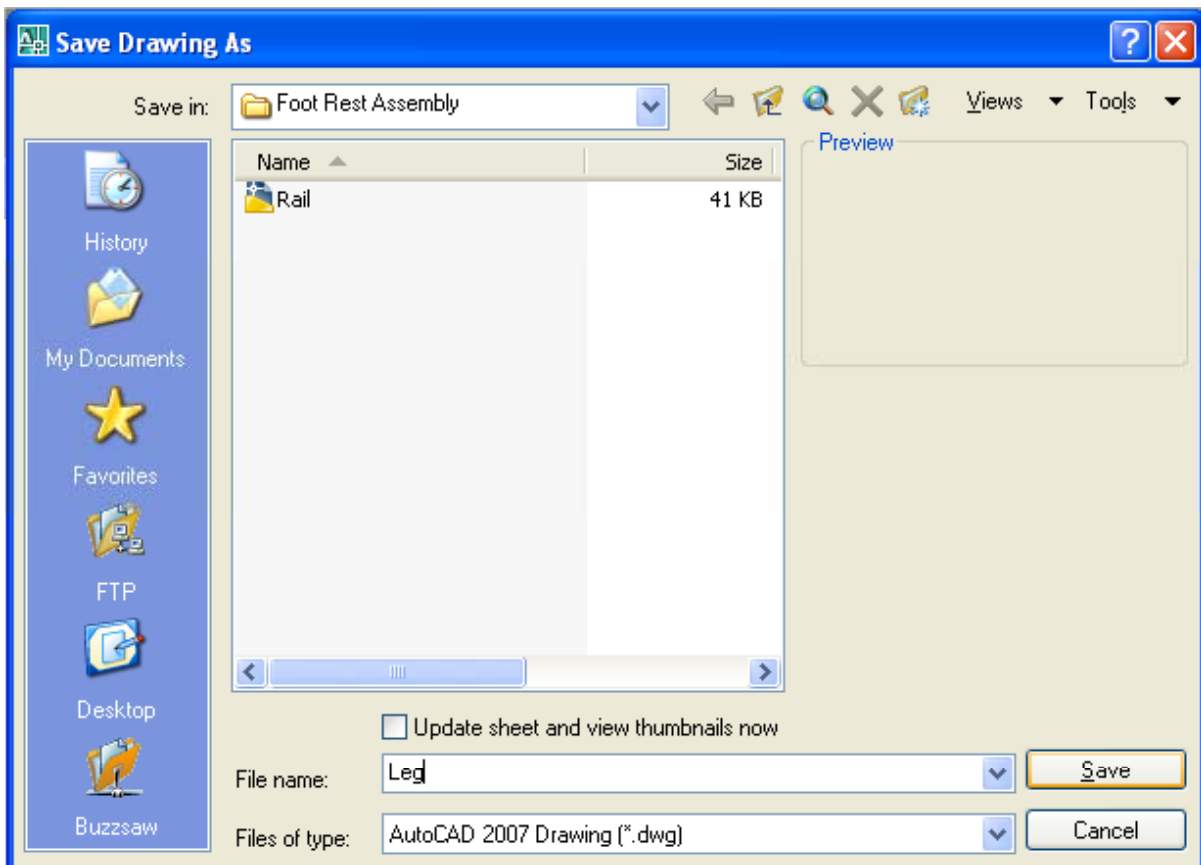 Save Drawing As
Save in: Foot Rest Assembly Views Tools
Name Size Preview
Rail 41 KB
History
My Documents
Favorites
FTP
Desktop
Buzzsaw
Update sheet and view thumbnails now
File name: Leg Save
Files of type: AutoCAD 2007 Drawing (*.dwg) Cancel